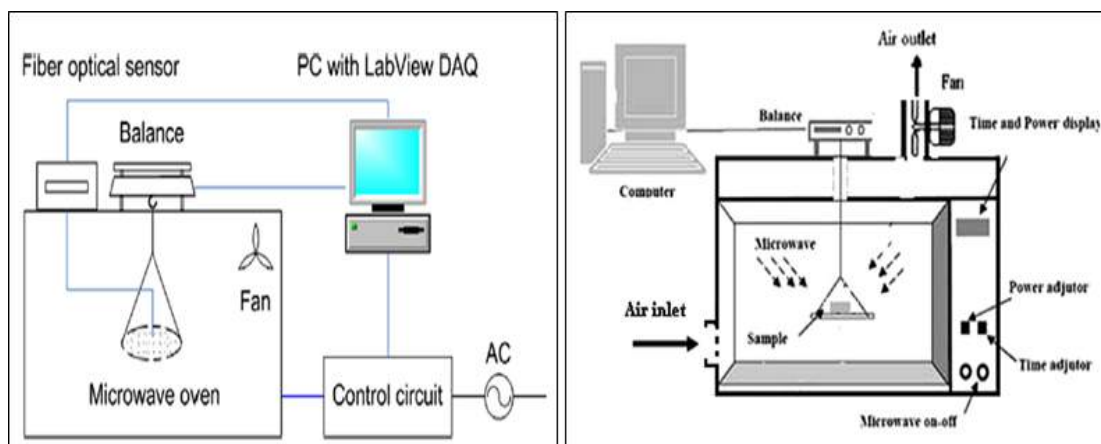 Fiber optical sensor
PC with LabView DAQ
Balance
Fan
Microwave oven
Control circuit
AC
Air outlet
Fan
Balance
Time and Power display
Computer
Microwave
Air inlet
Sample
Power adjutor
Time adjutor
Microwave on-off